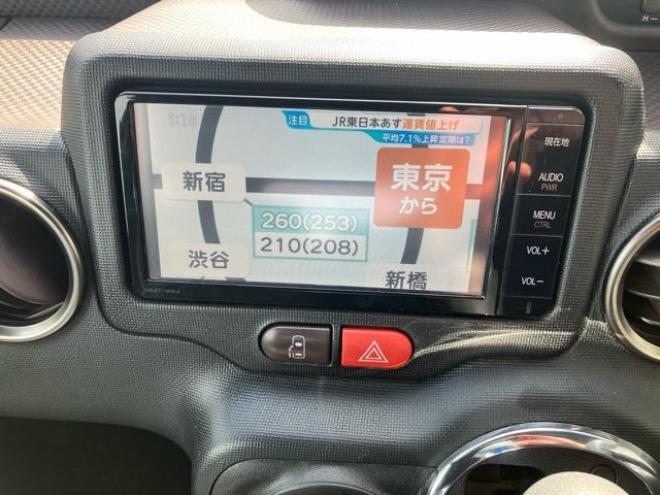 注目 JR東日本あす運賃値上げ
平均7.1%上昇 定期は?
新宿
東京
から
260(253)
210(208)
渋谷
新橋
現在地
AUDIO
PWR
MENU
CTRL
VOL+
VOL-